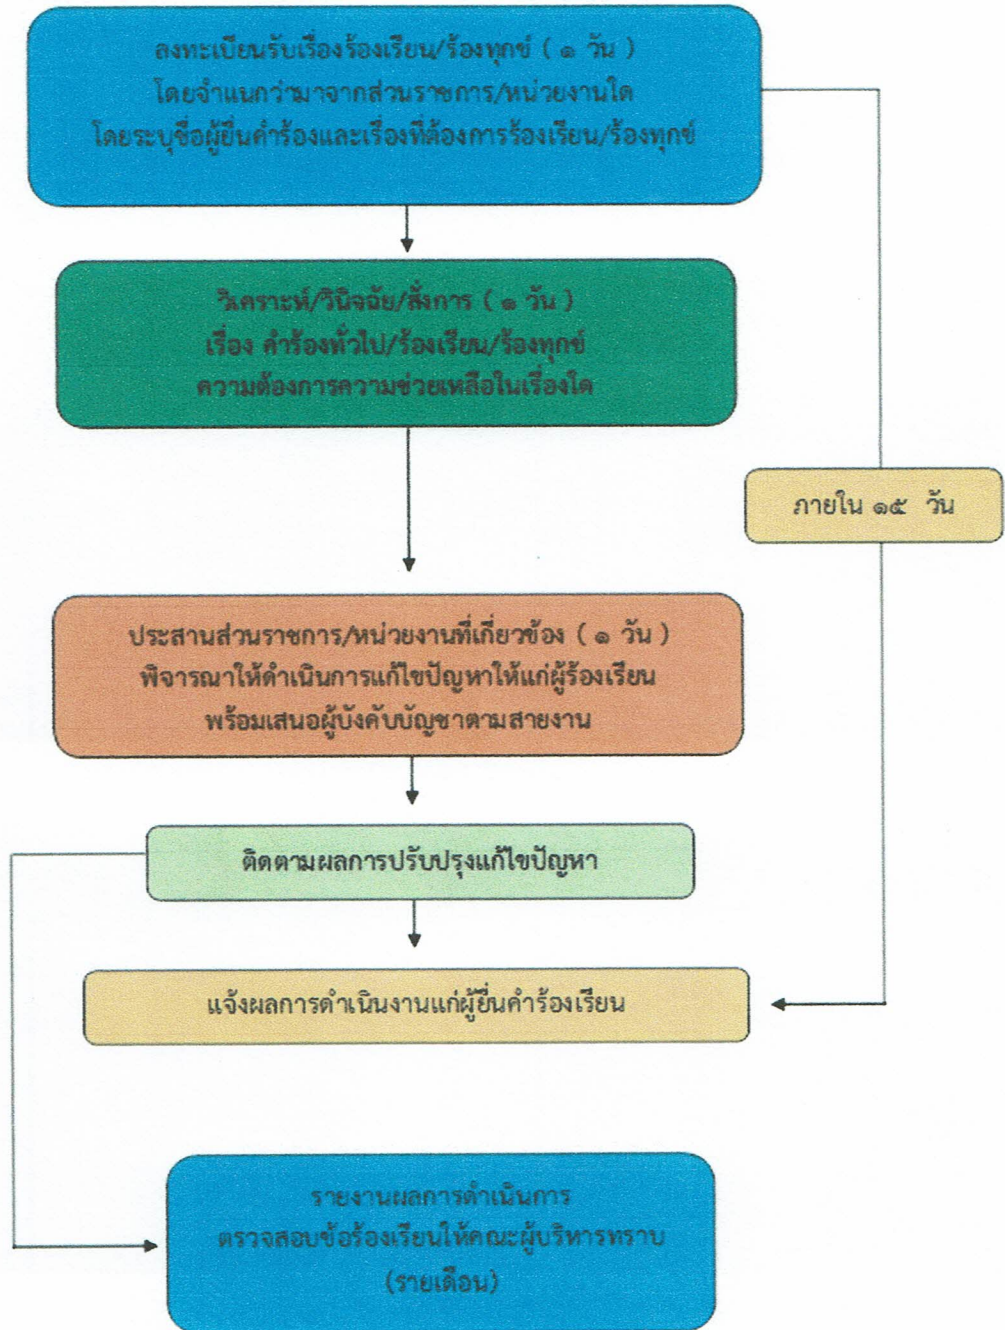 ลงทะเบียนรับเรื่องร้องเรียน/ร้องทุกข์ ( ๑ วัน )
โดยจำแนกว่ามาจากส่วนราชการ/หน่วยงานใด
โดยระบุชื่อผู้ยื่นคำร้องและเรื่องที่ต้องการร้องเรียน/ร้องทุกข์
วิเคราะห์/วินิจฉัย/สั่งการ ( ๑ วัน )
เรื่อง คำร้องทั่วไป/ร้องเรียน/ร้องทุกข์
ความต้องการความช่วยเหลือในเรื่องใด
ภายใน ๑๕ วัน
ประสานส่วนราชการ/หน่วยงานที่เกี่ยวข้อง ( ๑ วัน )
พิจารณาให้ดำเนินการแก้ไขปัญหาให้แก่ผู้ร้องเรียน
พร้อมเสนอผู้บังคับบัญชาตามสายงาน
ติดตามผลการปรับปรุงแก้ไขปัญหา
แจ้งผลการดำเนินงานแก่ผู้ยื่นคำร้องเรียน
รายงานผลการดำเนินการ
ตรวจสอบข้อร้องเรียนให้คณะผู้บริหารทราบ
(รายเดือน)